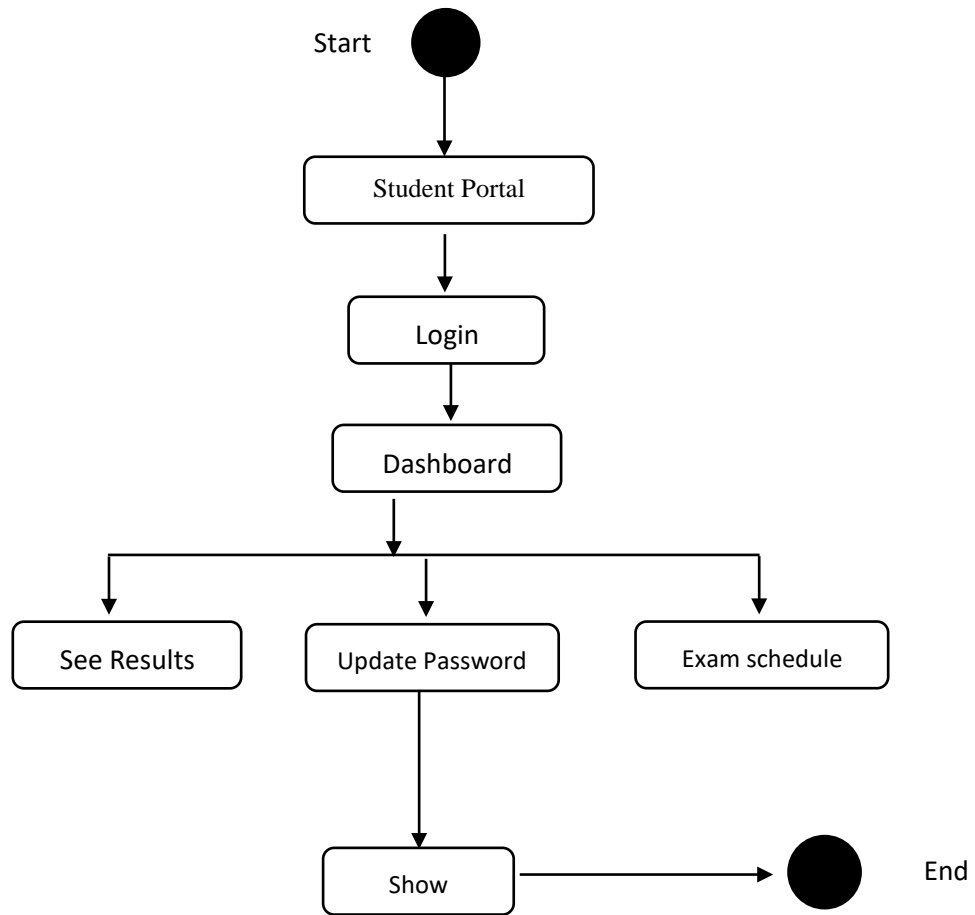 Start
Student Portal
Login
Dashboard
See Results
Update Password
Exam schedule
Show
End